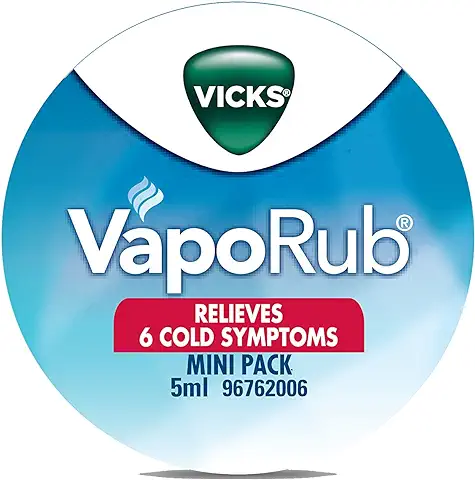 VICKS®
VapoRub®
RELIEVES
6 COLD SYMPTOMS
MINI PACK
5ml 96762006